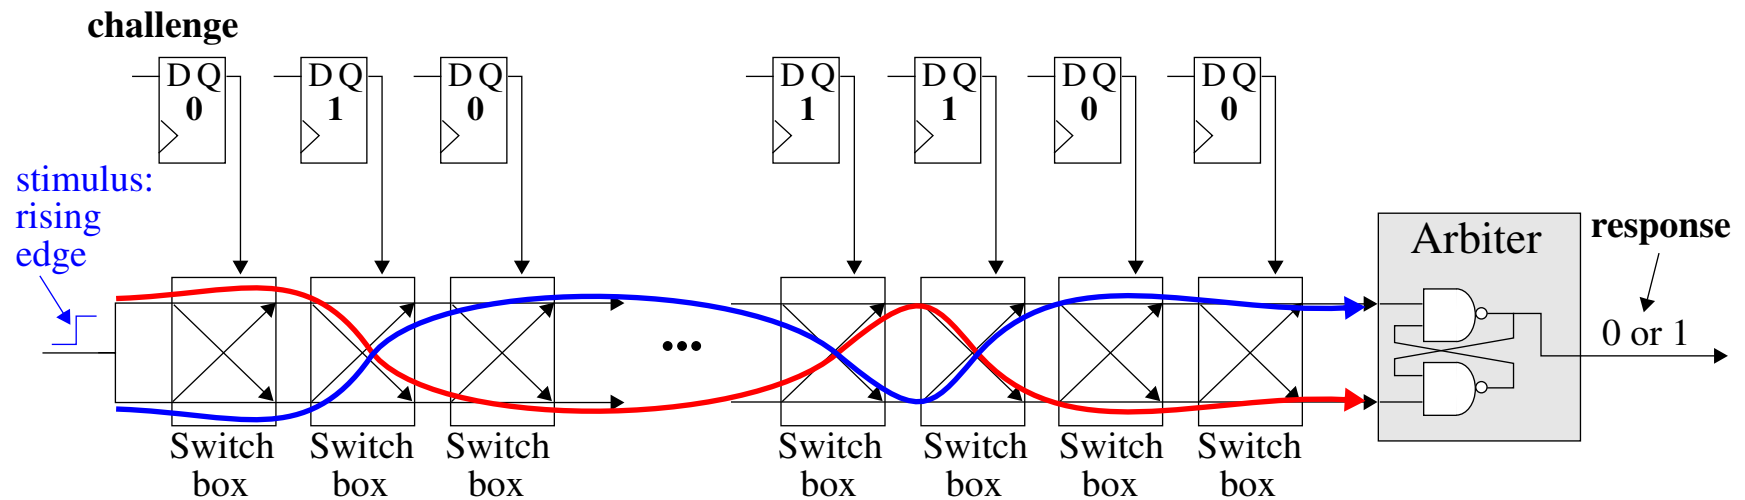 challenge
D Q
0
D Q
1
D Q
0
D Q
1
D Q
1
D Q
0
D Q
0
stimulus:
rising
edge
Arbiter
response
0 or 1
Switch
box
Switch
box
Switch
box
Switch
box
Switch
box
Switch
box
Switch
box